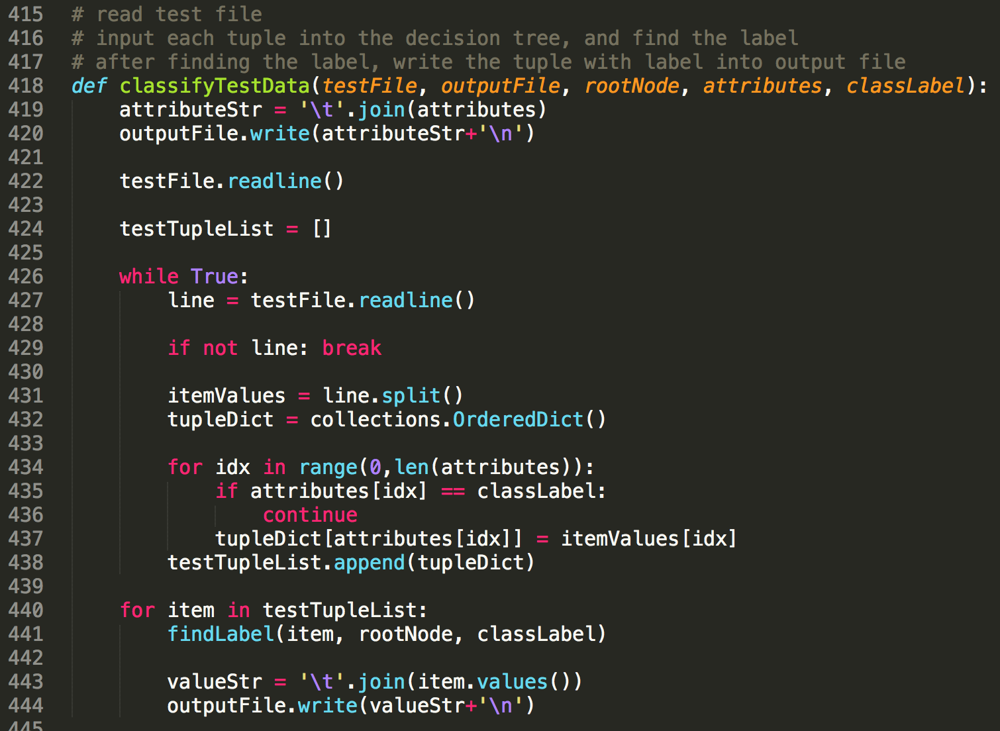 415 # read test file
416 # input each tuple into the decision tree, and find the label
417 # after finding the label, write the tuple with label into output file
418 def classifyTestData(testFile, outputFile, rootNode, attributes, classLabel):
419     attributeStr = '\t'.join(attributes)
420     outputFile.write(attributeStr+'\n')
421
422     testFile.readline()
423
424     testTupleList = []
425
426     while True:
427         line = testFile.readline()
428
429         if not line: break
430
431         itemValues = line.split()
432         tupleDict = collections.OrderedDict()
433
434         for idx in range(0,len(attributes)):
435             if attributes[idx] == classLabel:
436                 continue
437             tupleDict[attributes[idx]] = itemValues[idx]
438         testTupleList.append(tupleDict)
439
440     for item in testTupleList:
441         findLabel(item, rootNode, classLabel)
442
443         valueStr = '\t'.join(item.values())
444         outputFile.write(valueStr+'\n')
445